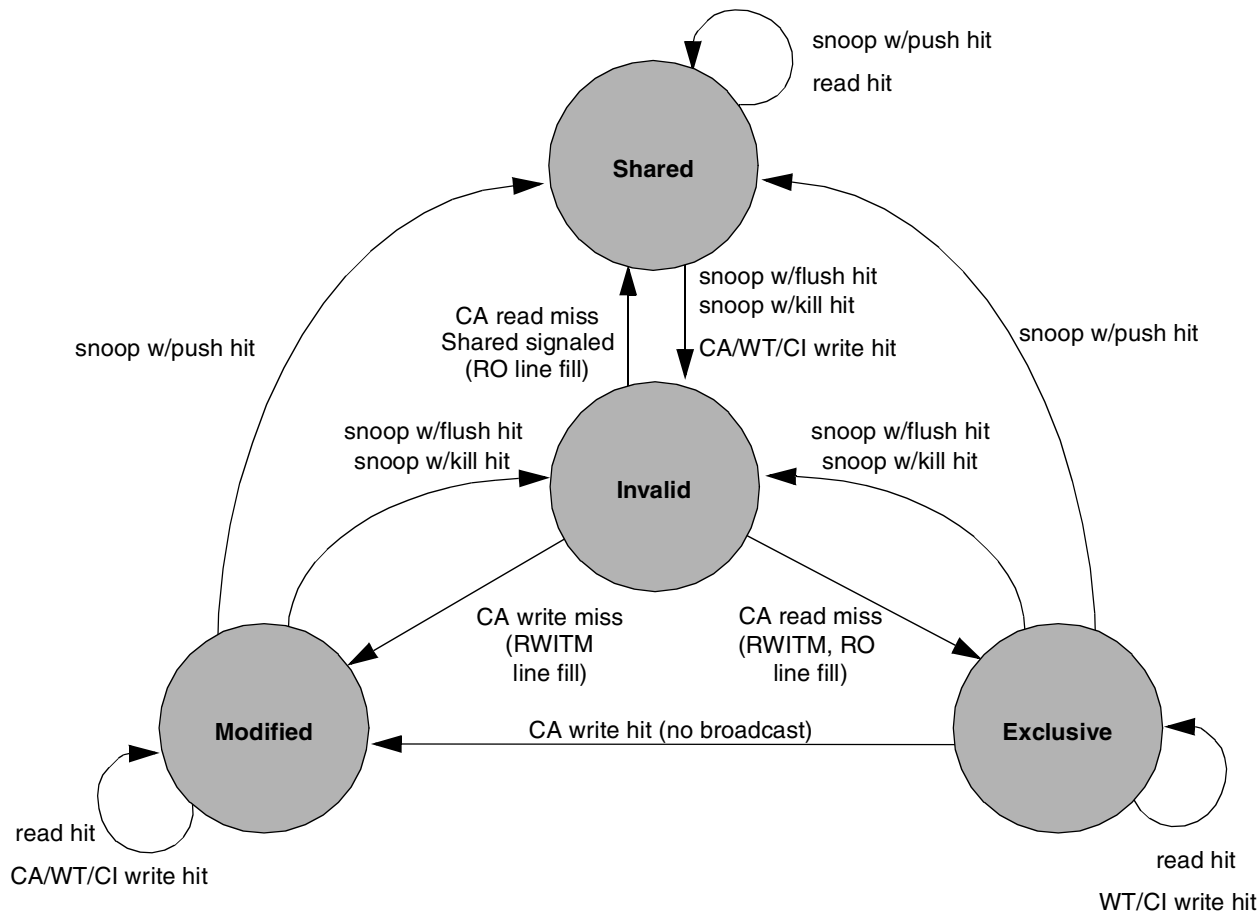 snoop w/push hit
read hit
Shared
snoop w/flush hit
snoop w/kill hit
CA/WT/CI write hit
CA read miss
Shared signaled
(RO line fill)
snoop w/push hit
snoop w/push hit
snoop w/flush hit
snoop w/kill hit
snoop w/flush hit
snoop w/kill hit
Invalid
CA write miss
(RWITM
line fill)
CA read miss
(RWITM, RO
line fill)
Modified
CA write hit (no broadcast)
Exclusive
read hit
CA/WT/CI write hit
read hit
WT/CI write hit